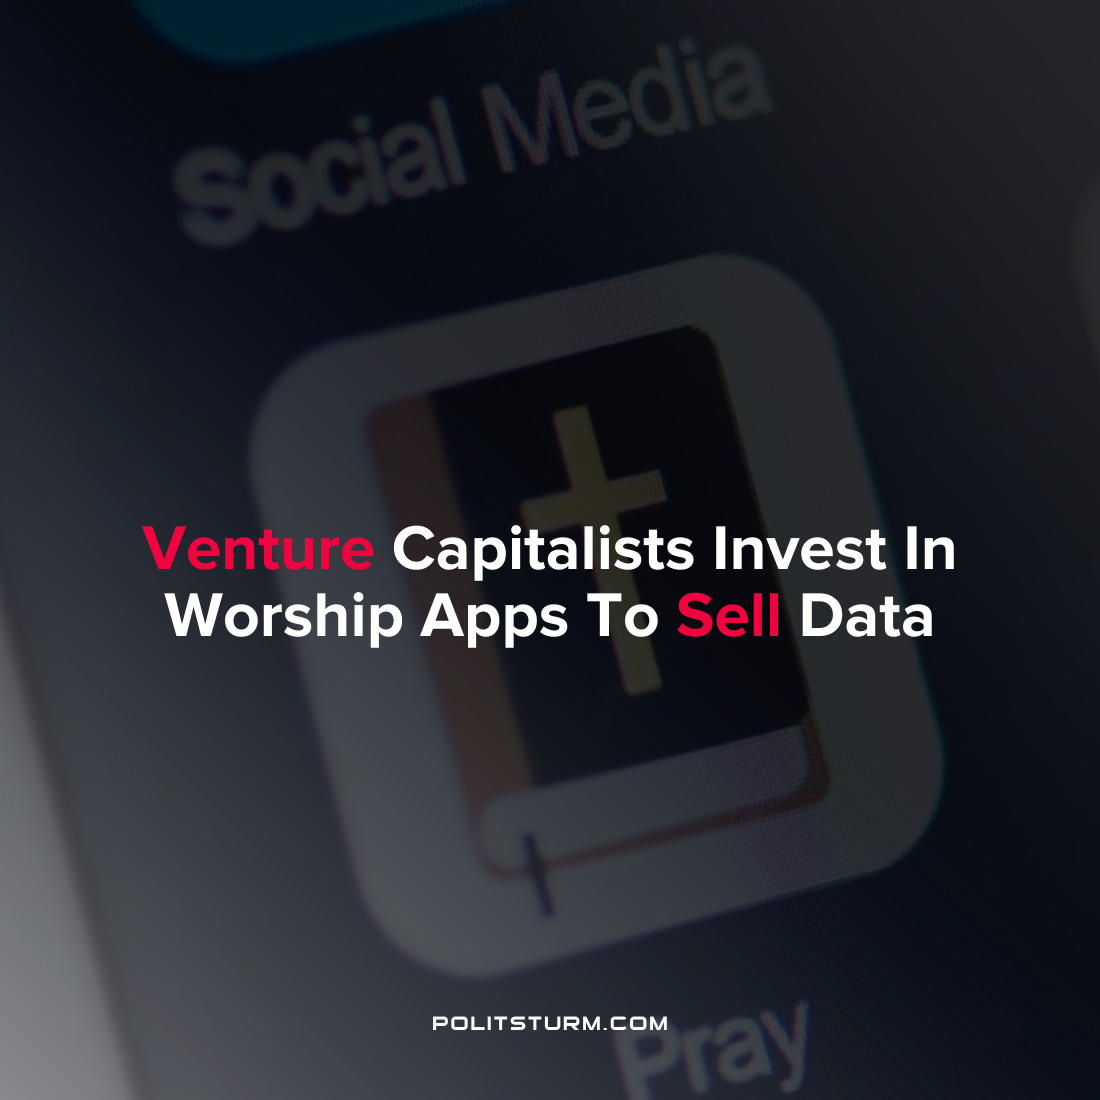 Social Media
Venture Capitalists Invest In
Worship Apps To Sell Data
POLITSTURM.COM
Pray